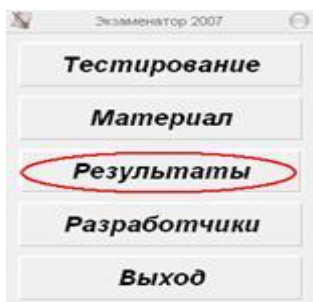 Экзаменатор 2007
Тестирование
Материал
Результаты
Разработчики
Выход